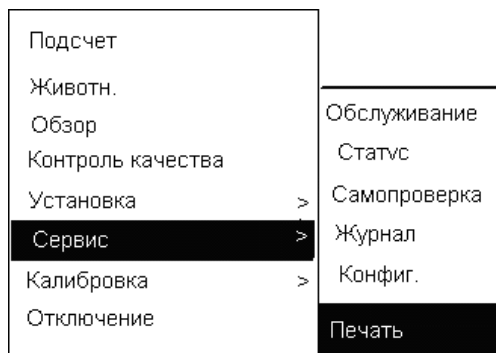 Подсчет
Животн.
Обзор
Контроль качества
Установка >
Сервис >
Калибровка >
Отключение
Обслуживание
Статус
Самопроверка
Журнал
Конфиг.
Печать